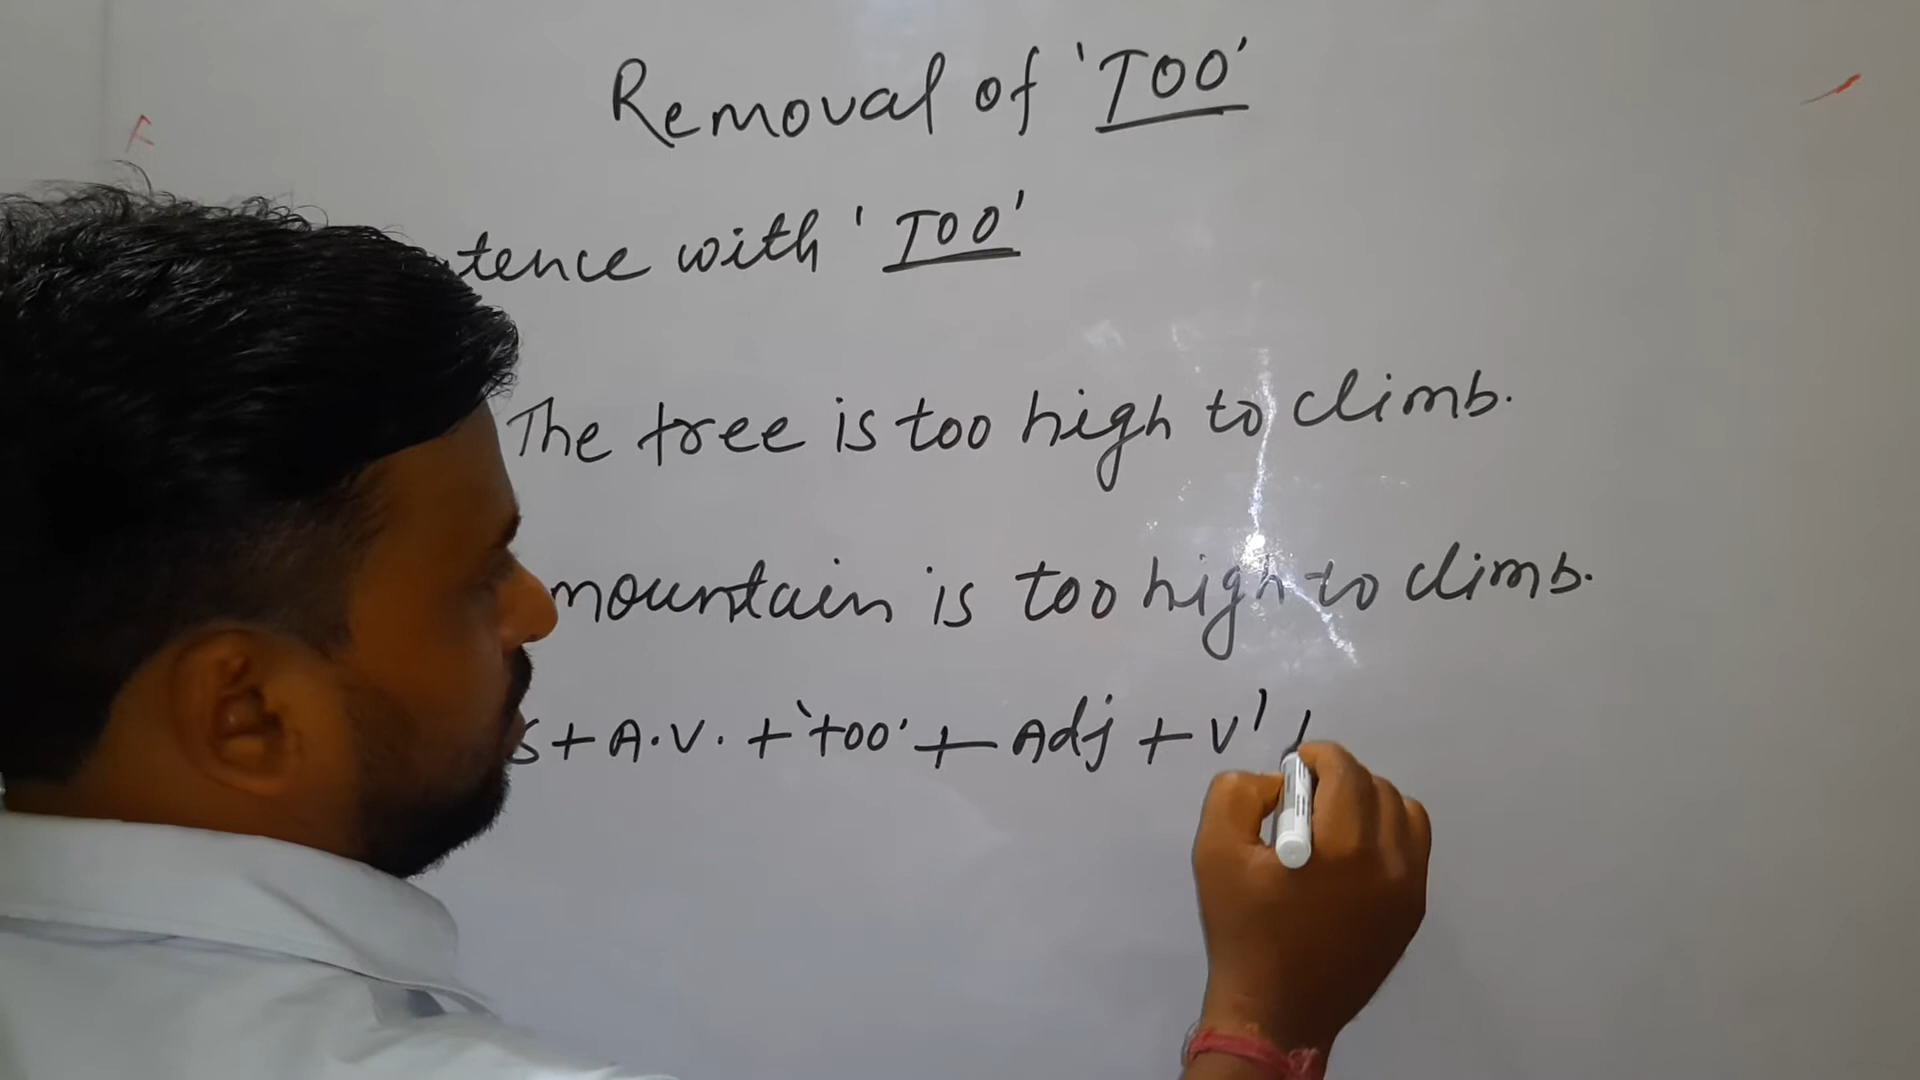 Removal of 'TOO'
F
tence with 'TOO'
The tree is too high to climb.
mountain is too high to climb.
S + A.V. + 'too' + Adj + V'